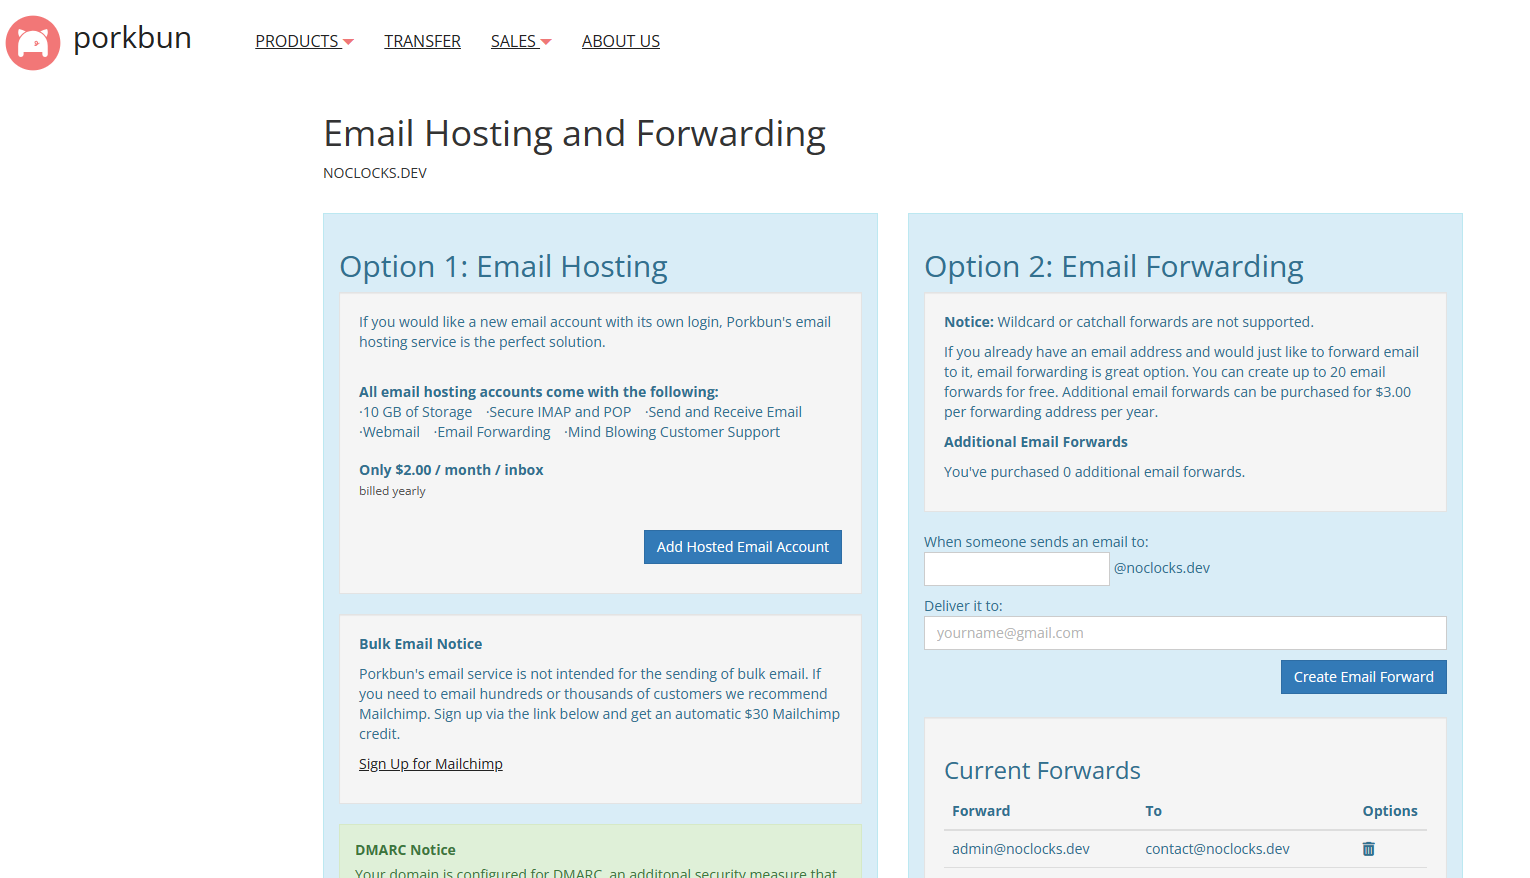 porkbun
PRODUCTS
TRANSFER
SALES
ABOUT US
Email Hosting and Forwarding
NOCLOCKS.DEV
Option 1: Email Hosting
If you would like a new email account with its own login, Porkbun's email
hosting service is the perfect solution.
All email hosting accounts come with the following:
·10 GB of Storage ·Secure IMAP and POP ·Send and Receive Email
·Webmail ·Email Forwarding ·Mind Blowing Customer Support
Only $2.00 / month / inbox
billed yearly
Add Hosted Email Account
Bulk Email Notice
Porkbun's email service is not intended for the sending of bulk email. If
you need to email hundreds or thousands of customers we recommend
Mailchimp. Sign up via the link below and get an automatic $30 Mailchimp
credit.
Sign Up for Mailchimp
DMARC Notice
Your domain is configured for DMARC, an additonal security measure that
Option 2: Email Forwarding
Notice: Wildcard or catchall forwards are not supported.
If you already have an email address and would just like to forward email
to it, email forwarding is great option. You can create up to 20 email
forwards for free. Additional email forwards can be purchased for $3.00
per forwarding address per year.
Additional Email Forwards
You've purchased 0 additional email forwards.
When someone sends an email to:
@noclocks.dev
Deliver it to:
yourname@gmail.com
Create Email Forward
Current Forwards
Forward To Options
admin@noclocks.dev contact@noclocks.dev